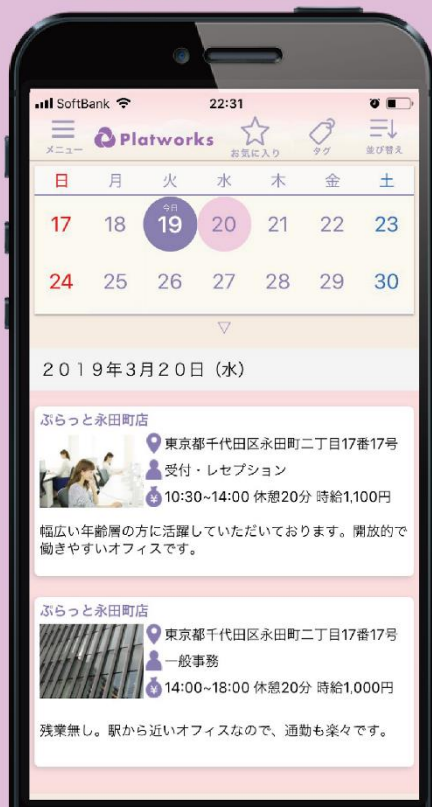 SoftBank 22:31
メニュー Platworks お気に入り タグ 並び替え
日 月 火 水 木 金 土
今日
17 18 19 20 21 22 23
24 25 26 27 28 29 30
2019年3月20日(水)
ぷらっと永田町店
東京都千代田区永田町二丁目17番17号
受付・レセプション
¥ 10:30~14:00 休憩20分 時給1,100円
幅広い年齢層の方に活躍していただいております。開放的で
働きやすいオフィスです。
ぷらっと永田町店
東京都千代田区永田町二丁目17番17号
一般事務
¥ 14:00~18:00 休憩20分 時給1,000円
残業無し。駅から近いオフィスなので、通勤も楽々です。